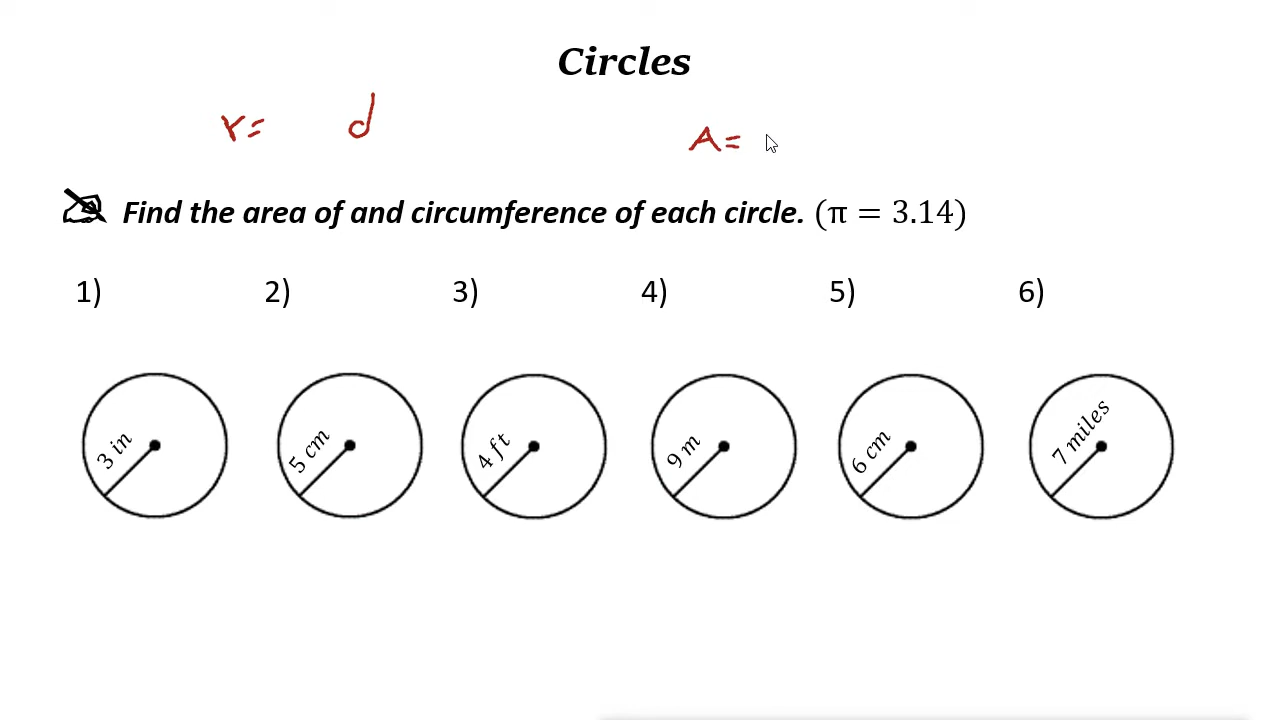 Circles
r= d A=
Find the area of and circumference of each circle. (π = 3.14)
1) 2) 3) 4) 5) 6)
3 in 5 cm 4 ft 9 m 6 cm 7 miles